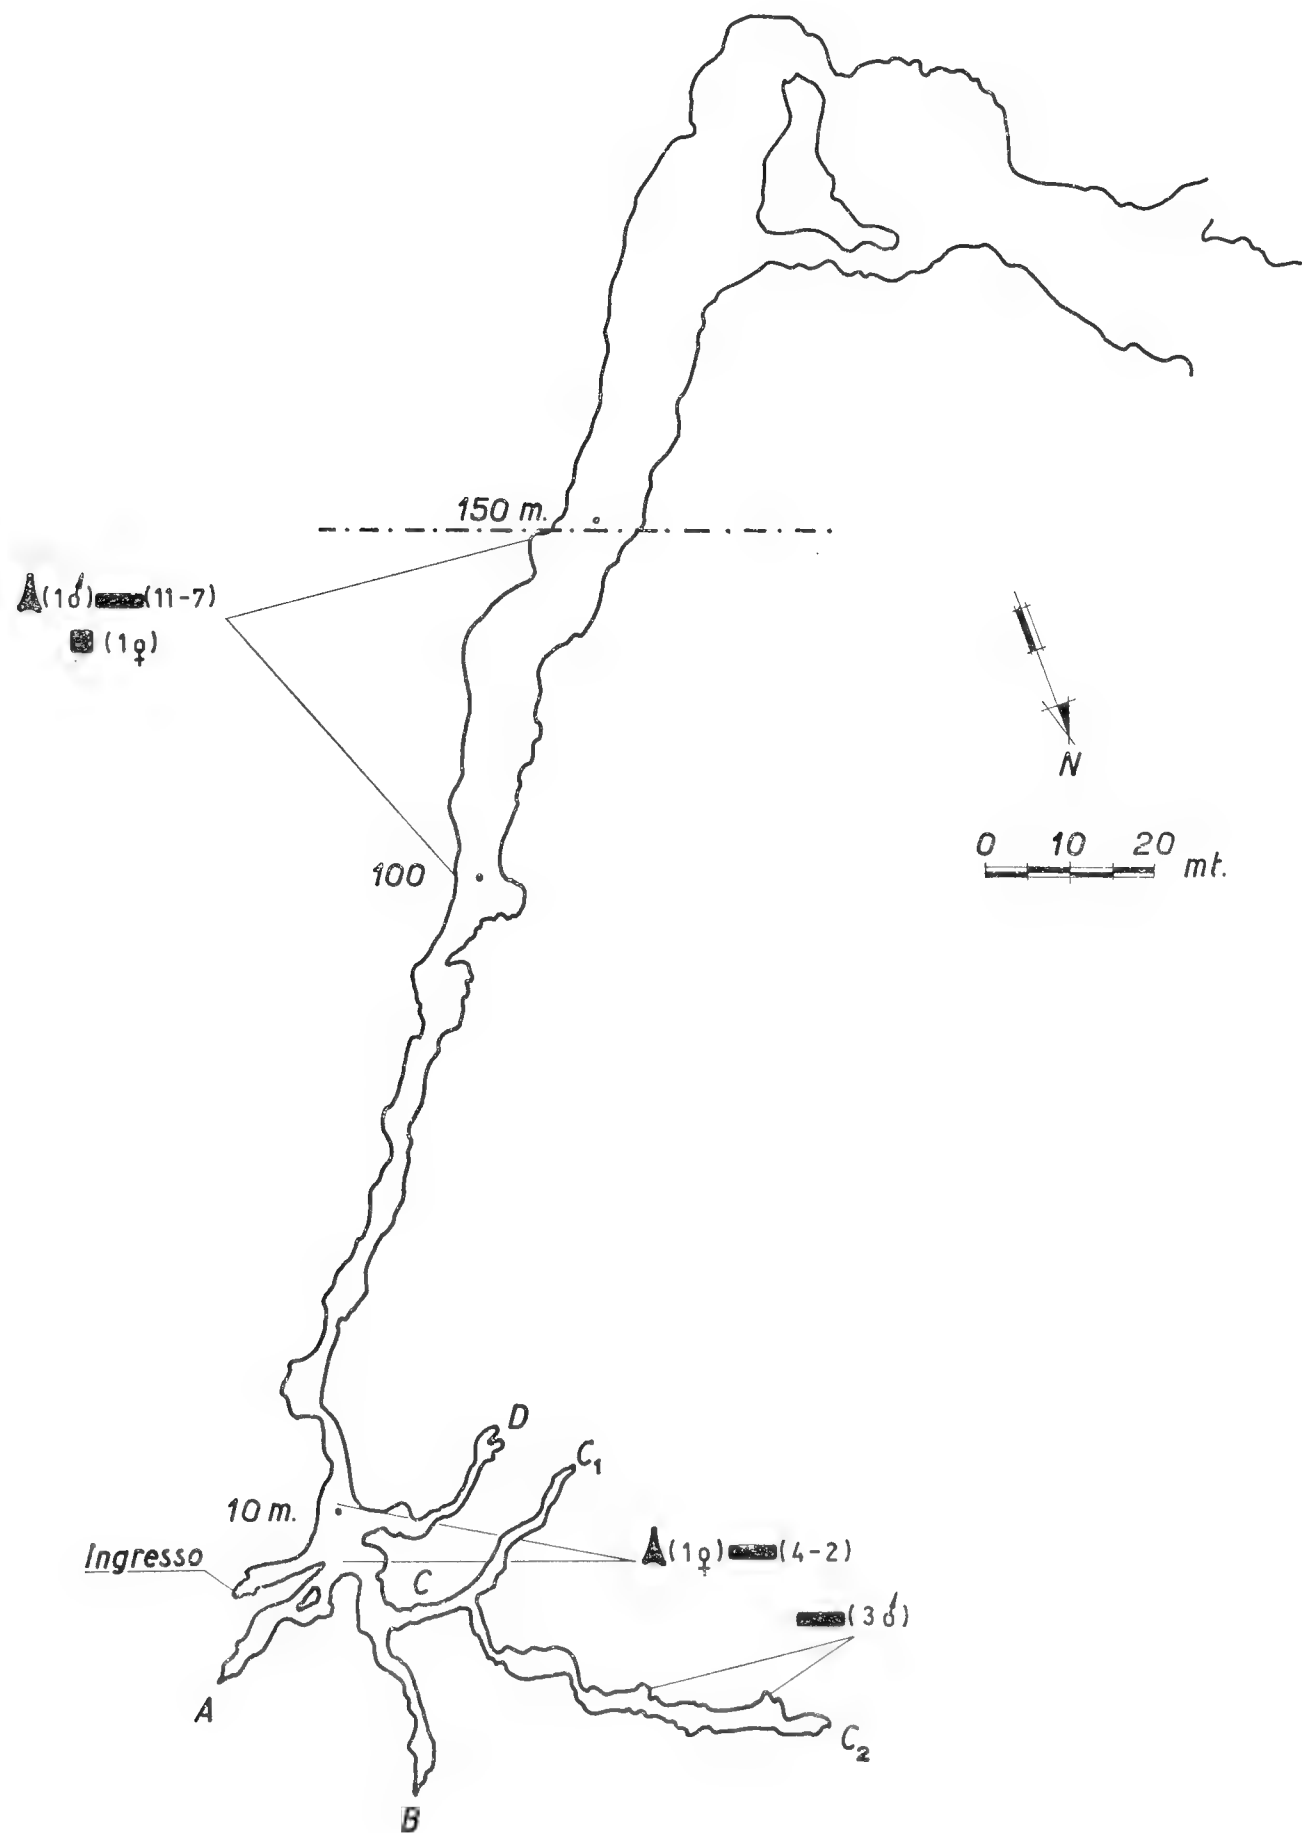 150 m.
(1♂) (11-7)
(1♀)
N
100
0 10 20 mt.
D
C1
10 m.
Ingresso
(1♀) (4-2)
C
(3♂)
A
C2
B